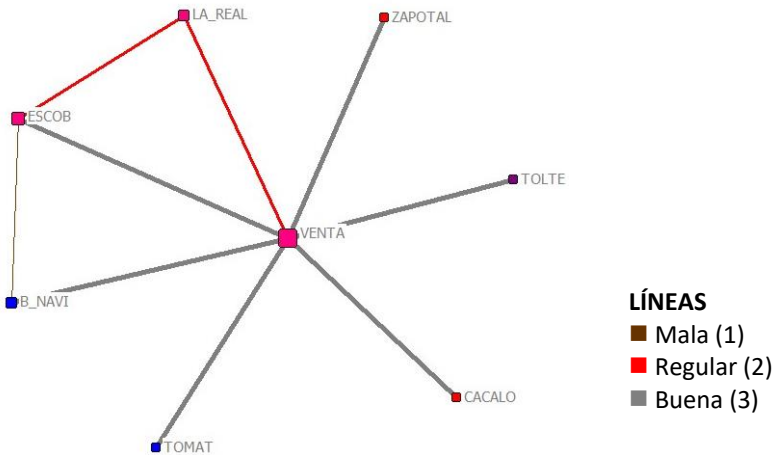 LA_REAL
ZAPOTAL
ESCOB
TOLTE
VENTA
B_NAVI
CACALO
TOMAT
LÍNEAS
Mala (1)
Regular (2)
Buena (3)